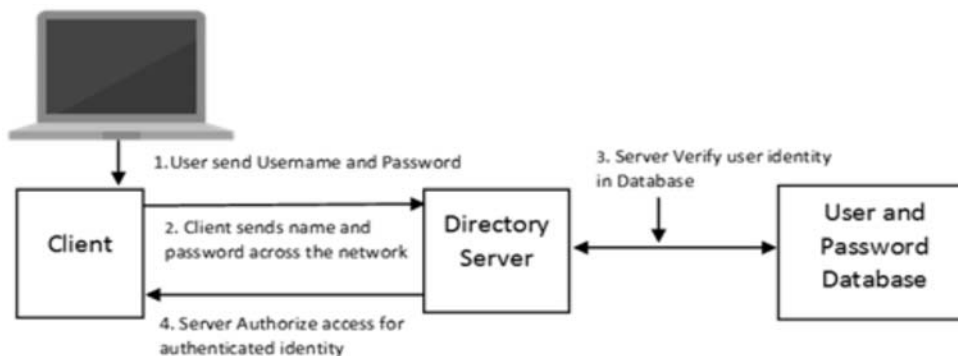 1.User send Username and Password
3. Server Verify user identity
in Database
Client
2. Client sends name and
password across the network
Directory
Server
User and
Password
Database
4. Server Authorize access for
authenticated identity